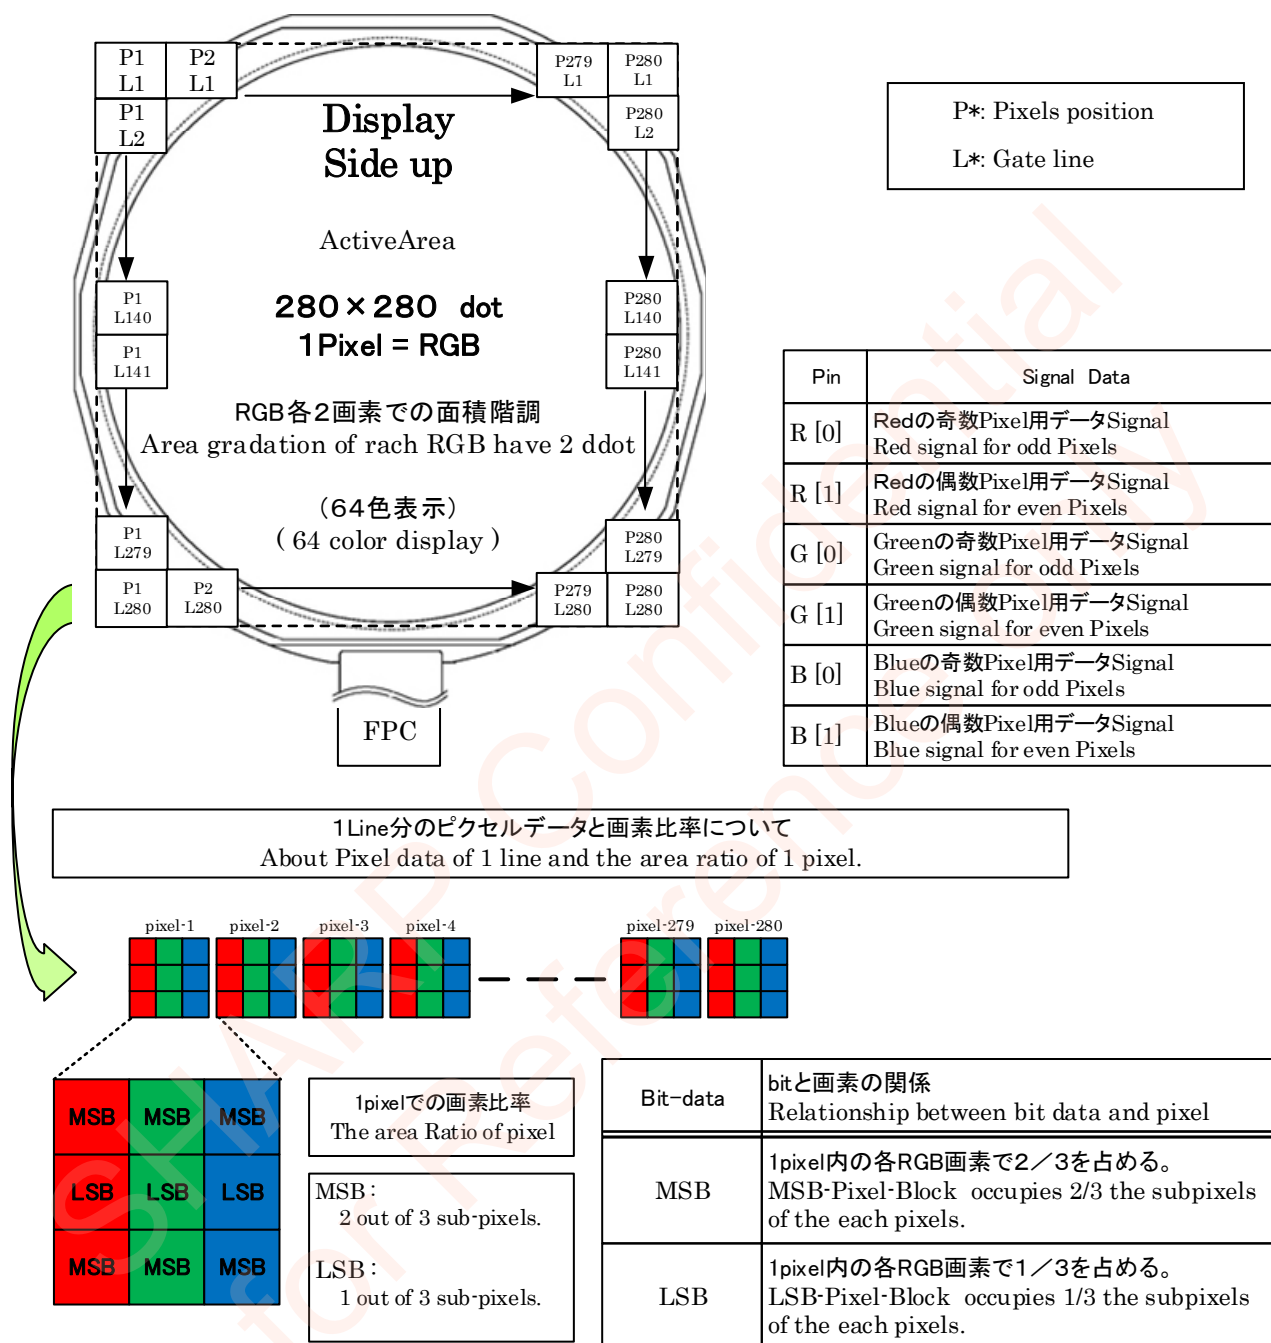 P1
L1
P2
L1
P279
L1
P280
L1
P1
L2
P280
L2
Display
Side up
P*: Pixels position
L*: Gate line
ActiveArea
280×280 dot
1Pixel = RGB
P1
L140
P280
L140
P1
L141
P280
L141
RGB各2画素での面積階調
Area gradation of rach RGB have 2 ddot
(64色表示)
( 64 color display )
P1
L279
P280
L279
P1
L280
P2
L280
P279
L280
P280
L280
FPC
Pin
Signal Data
R [0]
Redの奇数Pixel用データSignal
Red signal for odd Pixels
R [1]
Redの偶数Pixel用データSignal
Red signal for even Pixels
G [0]
Greenの奇数Pixel用データSignal
Green signal for odd Pixels
G [1]
Greenの偶数Pixel用データSignal
Green signal for even Pixels
B [0]
Blueの奇数Pixel用データSignal
Blue signal for odd Pixels
B [1]
Blueの偶数Pixel用データSignal
Blue signal for even Pixels
1Line分のピクセルデータと画素比率について
About Pixel data of 1 line and the area ratio of 1 pixel.
pixel-1 pixel-2 pixel-3 pixel-4 pixel-279 pixel-280
MSB MSB MSB
LSB LSB LSB
MSB MSB MSB
1pixelでの画素比率
The area Ratio of pixel
MSB :
2 out of 3 sub-pixels.
LSB :
1 out of 3 sub-pixels.
Bit-data
bitと画素の関係
Relationship between bit data and pixel
MSB
1pixel内の各RGB画素で2／3を占める。
MSB-Pixel-Block occupies 2/3 the subpixels
of the each pixels.
LSB
1pixel内の各RGB画素で1／3を占める。
LSB-Pixel-Block occupies 1/3 the subpixels
of the each pixels.
SHARP Confidential
for Reference only